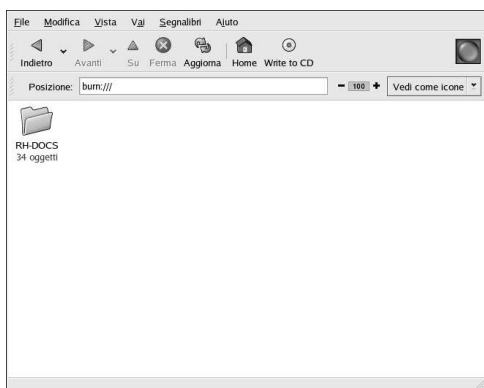 File Modifica Vista Vai Segnalibri Ajuto
Indietro Avanti Su Ferma Aggiorna Home Write to CD
Posizione: burn:/// 100 Vedi come icone
RH-DOCS
34 oggetti